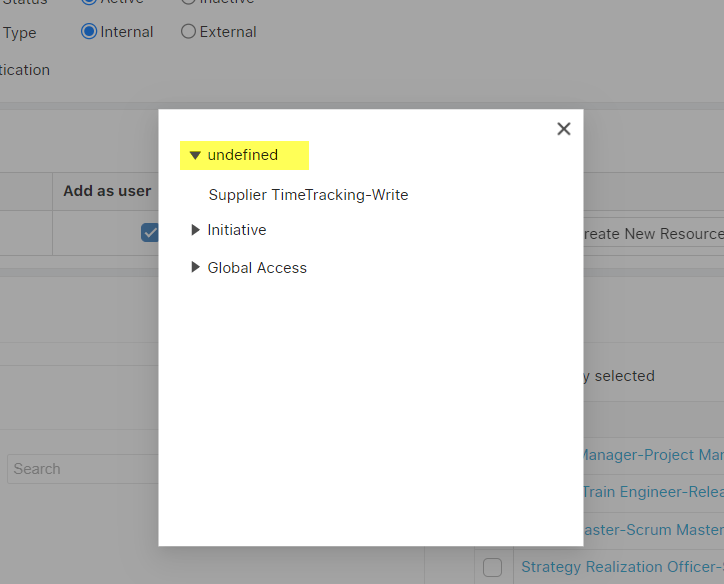 Status Active Inactive
Type Internal External
tication
undefined
Add as user
Supplier TimeTracking-Write
Initiative
reate New Resource
Global Access
y selected
Manager-Project Man
Search
Train Engineer-Relea
aster-Scrum Master
Strategy Realization Officer-S